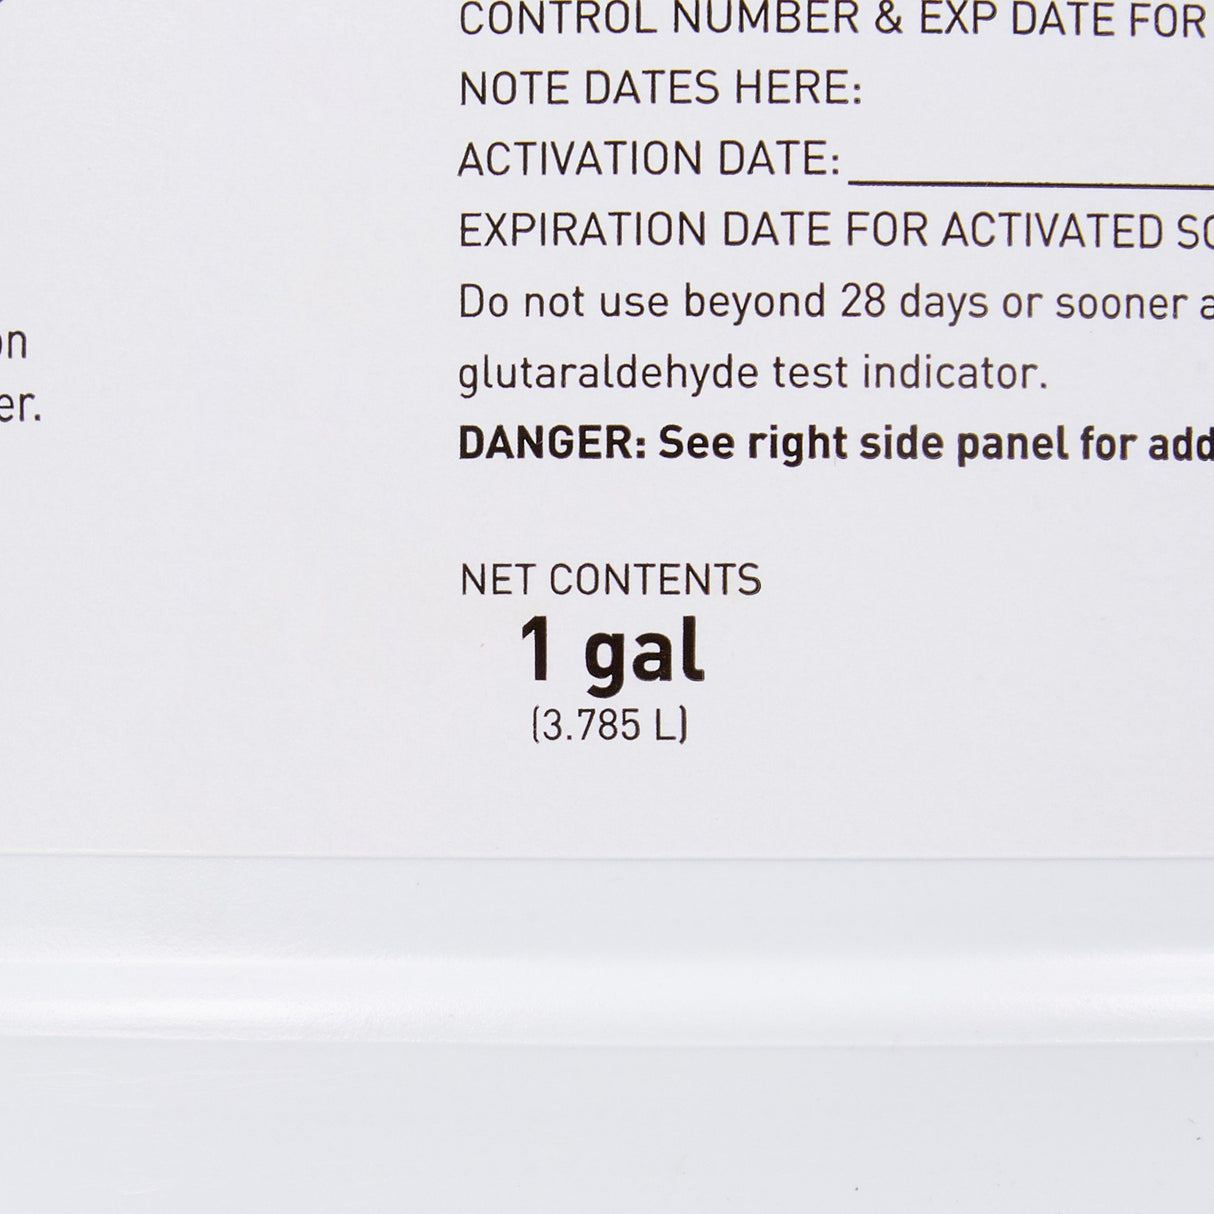 CONTROL NUMBER & EXP DATE FOR
NOTE DATES HERE:
ACTIVATION DATE:
EXPIRATION DATE FOR ACTIVATED
Do not use beyond 28 days or sooner
glutaraldehyde test indicator.
DANGER: See right side panel for
NET CONTENTS
1 gal
(3.785 L)